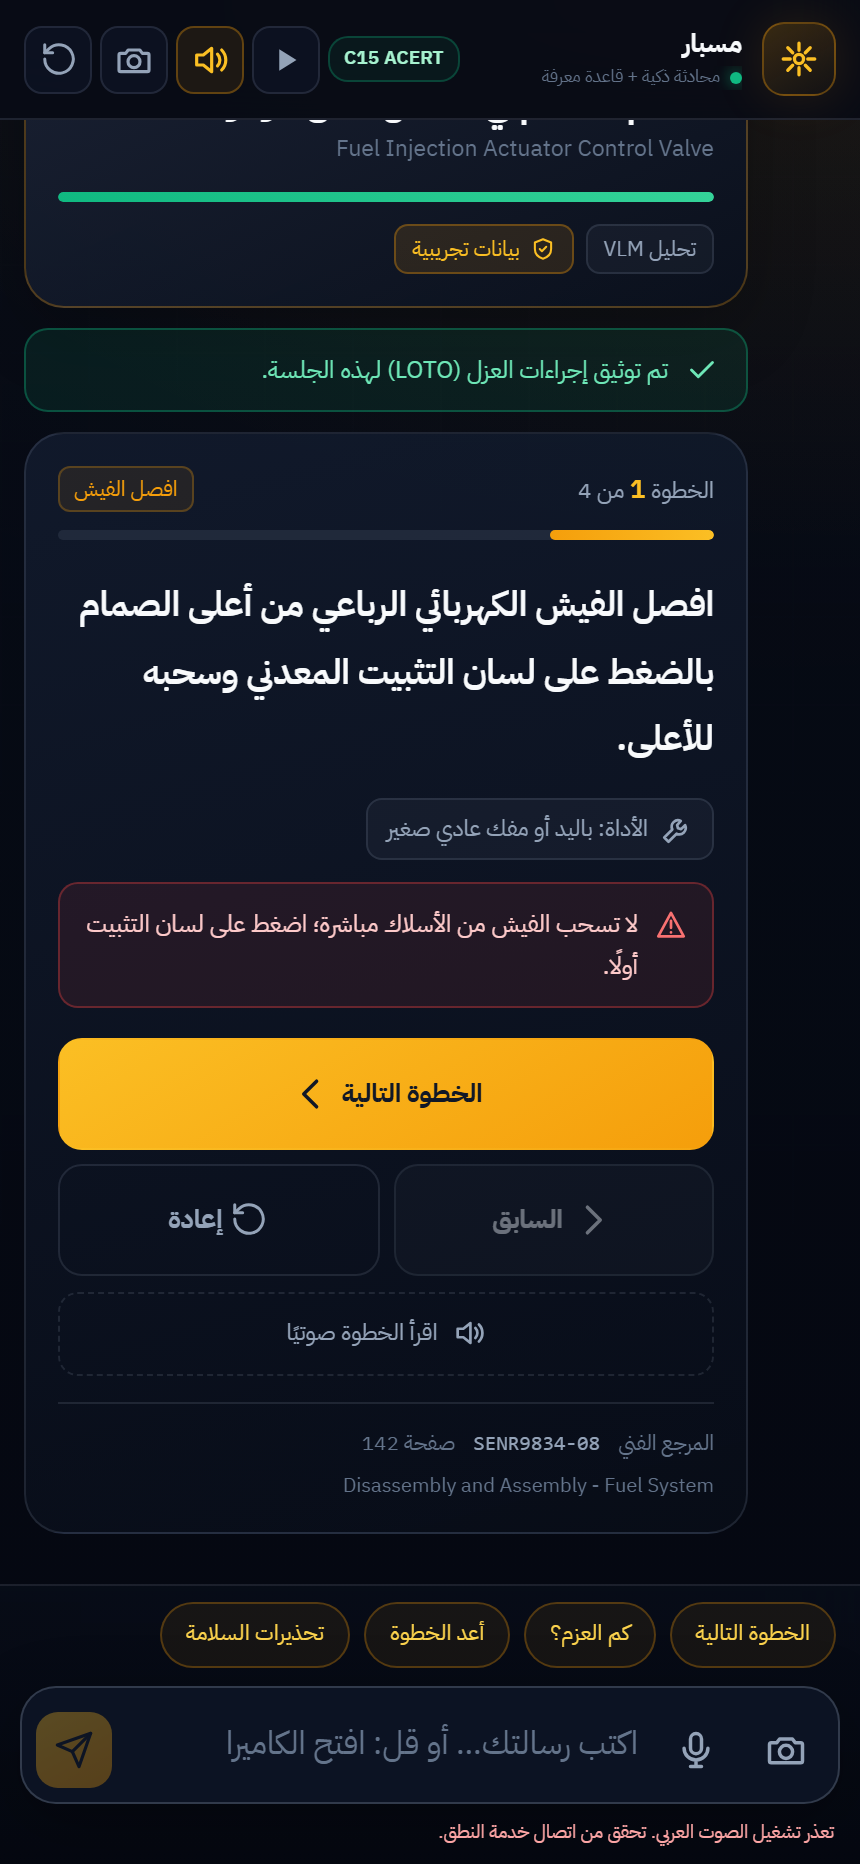 مسبار
محادثة ذكية + قاعدة معرفة
C15 ACERT
Fuel Injection Actuator Control Valve
تحليل VLM
بيانات تجريبية
تم توثيق إجراءات العزل (LOTO) لهذه الجلسة.
الخطوة 1 من 4
افصل الفيش
افصل الفيش الكهربائي الرباعي من أعلى الصمام
بالضغط على لسان التثبيت المعدني وسحبه
للأعلى.
الأداة: باليد أو مفك عادي صغير
لا تسحب الفيش من الأسلاك مباشرة؛ اضغط على لسان التثبيت
أولًا.
الخطوة التالية
السابق
إعادة
اقرأ الخطوة صوتيًا
المرجع الفني SENR9834-08 صفحة 142
Disassembly and Assembly - Fuel System
الخطوة التالية
كم العزم؟
أعد الخطوة
تحذيرات السلامة
اكتب رسالتك... أو قل: افتح الكاميرا
تعذر تشغيل الصوت العربي. تحقق من اتصال خدمة النطق.